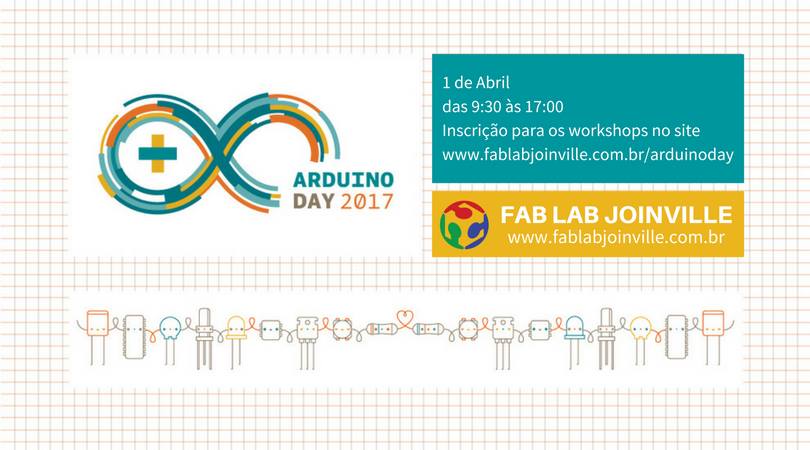 ARDUINO
DAY 2017
1 de Abril
das 9:30 às 17:00
Inscrição para os workshops no site
www.fablabjoinville.com.br/arduinoday
FAB LAB JOINVILLE
www.fablabjoinville.com.br